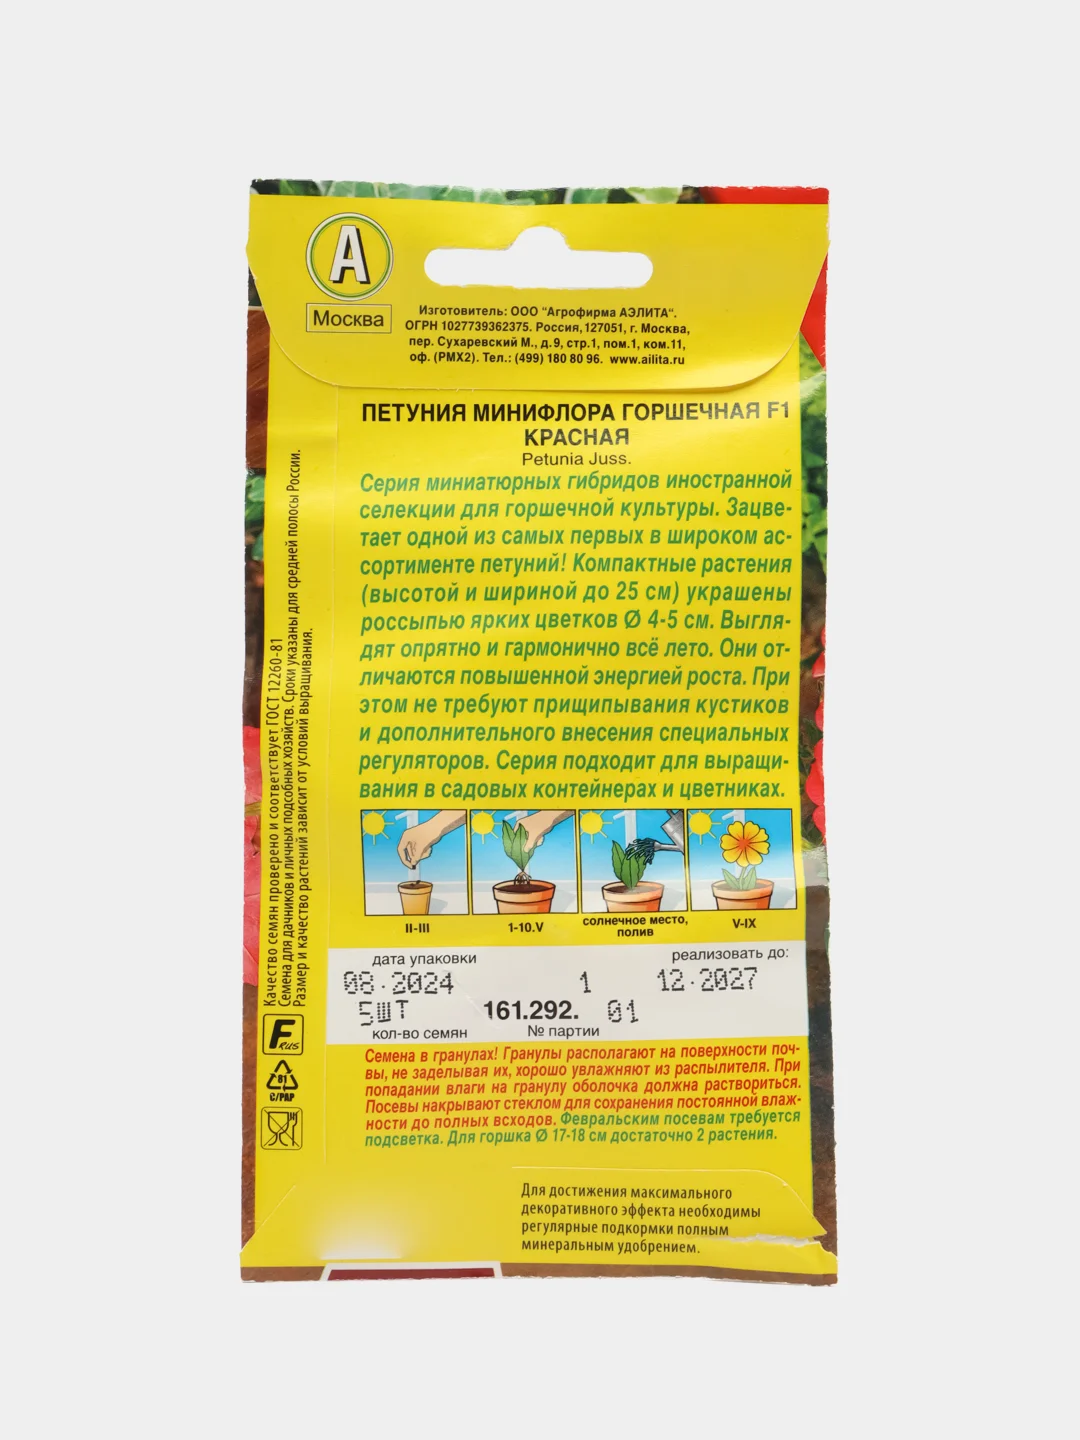 А
Москва
Изготовитель: ООО "Агрофирма АЭЛИТА".
ОГРН 1027739362375. Россия,127051, г. Москва,
пер. Сухаревский М., д.9, стр.1, пом.1, ком.11,
оф. (РМХ2). Тел.: (499) 180 80 96. www.ailita.ru
ПЕТУНИЯ МИНИФЛОРА ГОРШЕЧНАЯ F1
КРАСНАЯ
Petunia Juss.
Серия миниатюрных гибридов иностранной
селекции для горшечной культуры. Зацве-
тает одной из самых первых в широком ас-
сортименте петуний! Компактные растения
(высотой и шириной до 25 см) украшены
россыпью ярких цветков Ø 4-5 см. Выгля-
дят опрятно и гармонично всё лето. Они от-
личаются повышенной энергией роста. При
этом не требуют прищипывания кустиков
и дополнительного внесения специальных
регуляторов. Серия подходит для выращи-
вания в садовых контейнерах и цветниках.
II-III
1-10.V
солнечное место,
полив
V-IX
дата упаковки
реализовать до:
08.2024 1 12.2027
5ШТ 161.292. 01
кол-во семян
№ партии
Семена в гранулах! Гранулы располагают на поверхности поч-
вы, не заделывая их, хорошо увлажняют из распылителя. При
попадании влаги на гранулу оболочка должна раствориться.
Посевы накрывают стеклом для сохранения постоянной влаж-
ности до полных всходов. Февральским посевам требуется
подсветка. Для горшка Ø 17-18 см достаточно 2 растения.
Для достижения максимального
декоративного эффекта необходимы
регулярные подкормки полным
минеральным удобрением.
Качество семян проверено и соответствует ГОСТ 12260-81
Семена для дачников и личных подсобных хозяйств. Сроки указаны для средней полосы России.
Размер и качество растений зависит от условий выращивания.
F RUS
81
C/PAP